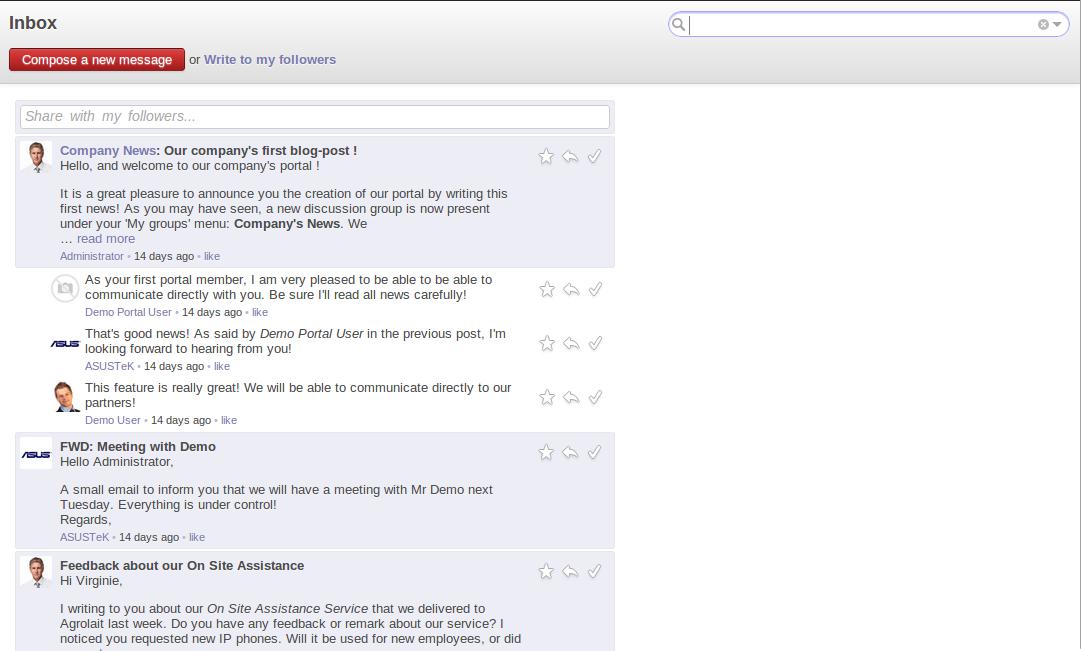 Inbox
Compose a new message or Write to my followers
Share with my followers...
Company News: Our company's first blog-post !
Hello, and welcome to our company's portal !
It is a great pleasure to announce you the creation of our portal by writing this
first news! As you may have seen, a new discussion group is now present
under your 'My groups' menu: Company's News. We
... read more
Administrator • 14 days ago • like
As your first portal member, I am very pleased to be able to be able to
communicate directly with you. Be sure I'll read all news carefully!
Demo Portal User • 14 days ago • like
ASUS
That's good news! As said by Demo Portal User in the previous post, I'm
looking forward to hearing from you!
ASUSTeK • 14 days ago • like
This feature is really great! We will be able to communicate directly to our
partners!
Demo User • 14 days ago • like
ASUS
FWD: Meeting with Demo
Hello Administrator,
A small email to inform you that we will have a meeting with Mr Demo next
Tuesday. Everything is under control!
Regards,
ASUSTeK • 14 days ago • like
Feedback about our On Site Assistance
Hi Virginie,
I writing to you about our On Site Assistance Service that we delivered to
Agrolait last week. Do you have any feedback or remark about our service? I
noticed you requested new IP phones. Will it be used for new employees, or did